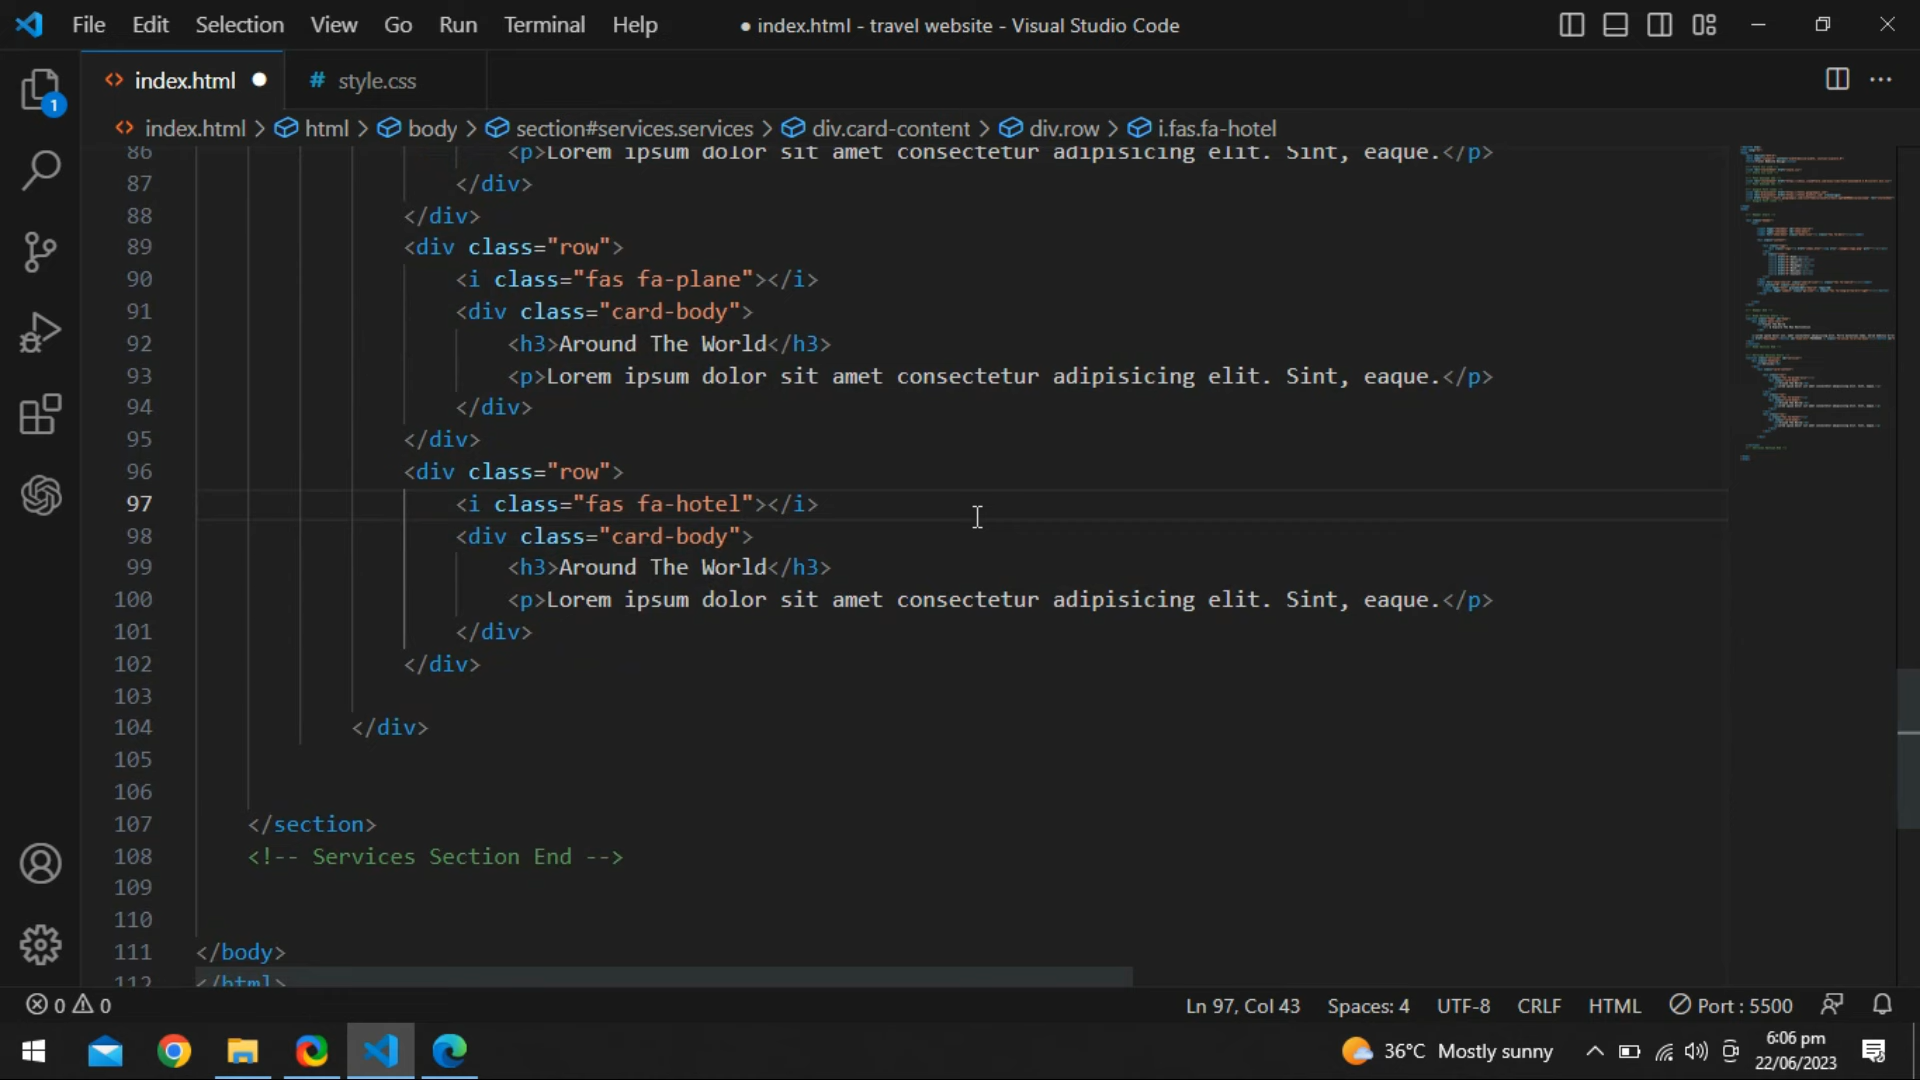 File Edit Selection View Go Run Terminal Help ● index.html - travel website - Visual Studio Code
<> index.html ● # style.css ···
<> index.html > html > body > section#services.services > div.card-content > div.row > i.fas.fa-hotel
1
86 <p>Lorem ipsum dolor sit amet consectetur adipisicing elit. Sint, eaque.</p>
87 </div>
88 </div>
89 <div class="row">
90 <i class="fas fa-plane"></i>
91 <div class="card-body">
92 <h3>Around The World</h3>
93 <p>Lorem ipsum dolor sit amet consectetur adipisicing elit. Sint, eaque.</p>
94 </div>
95 </div>
96 <div class="row">
97 <i class="fas fa-hotel"></i>
98 <div class="card-body">
99 <h3>Around The World</h3>
100 <p>Lorem ipsum dolor sit amet consectetur adipisicing elit. Sint, eaque.</p>
101 </div>
102 </div>
103
104 </div>
105
106
107 </section>
108 <!-- Services Section End -->
109
110
111 </body>
112 </html>
0 0 Ln 97, Col 43 Spaces: 4 UTF-8 CRLF HTML Port : 5500
36°C Mostly sunny 6:06 pm
22/06/2023